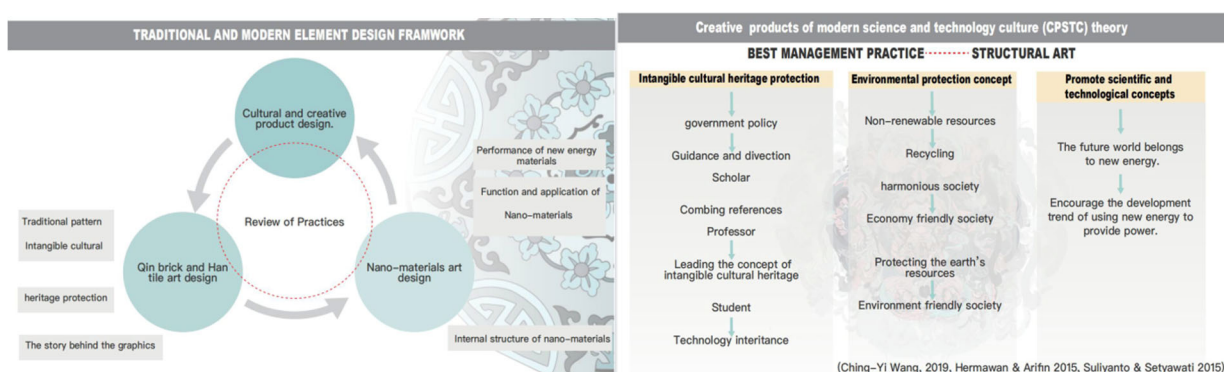 TRADITIONAL AND MODERN ELEMENT DESIGN FRAMWORK
Cultural and creative
product design.
Performance of new energy
materials
Function and application of
Nano-materials
Traditional pattern
Intangible cultural
Review of Practices
Qin brick and Han
tile art design
Nano-materials art
design
heritage protection
The story behind the graphics
Internal structure of nano-materials
Creative products of modern science and technology culture (CPSTC) theory
BEST MANAGEMENT PRACTICE STRUCTURAL ART
Intangible cultural heritage protection
government policy
Guidance and divection
Scholar
Combing references
Professor
Leading the concept of
intangible cultural heritage
Student
Technology interitance
Environmental protection concept
Non-renewable resources
Recycling
harmonious society
Economy friendly society
Protecting the earth's
resources
Environment friendly society
Promote scientific and
technological concepts
The future world belongs
to new energy.
Encourage the development
trend of using new energy to
provide power.
(Ching-Yi Wang, 2019, Hermawan & Arifin 2015, Suliyanto & Setyawati 2015)